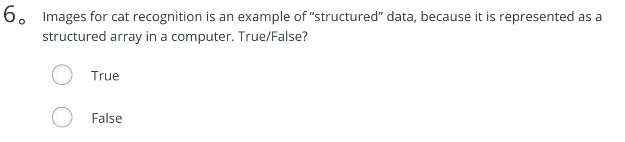 6。 Images for cat recognition is an example of “structured” data, because it is represented as a
structured array in a computer. True/False?
True
False